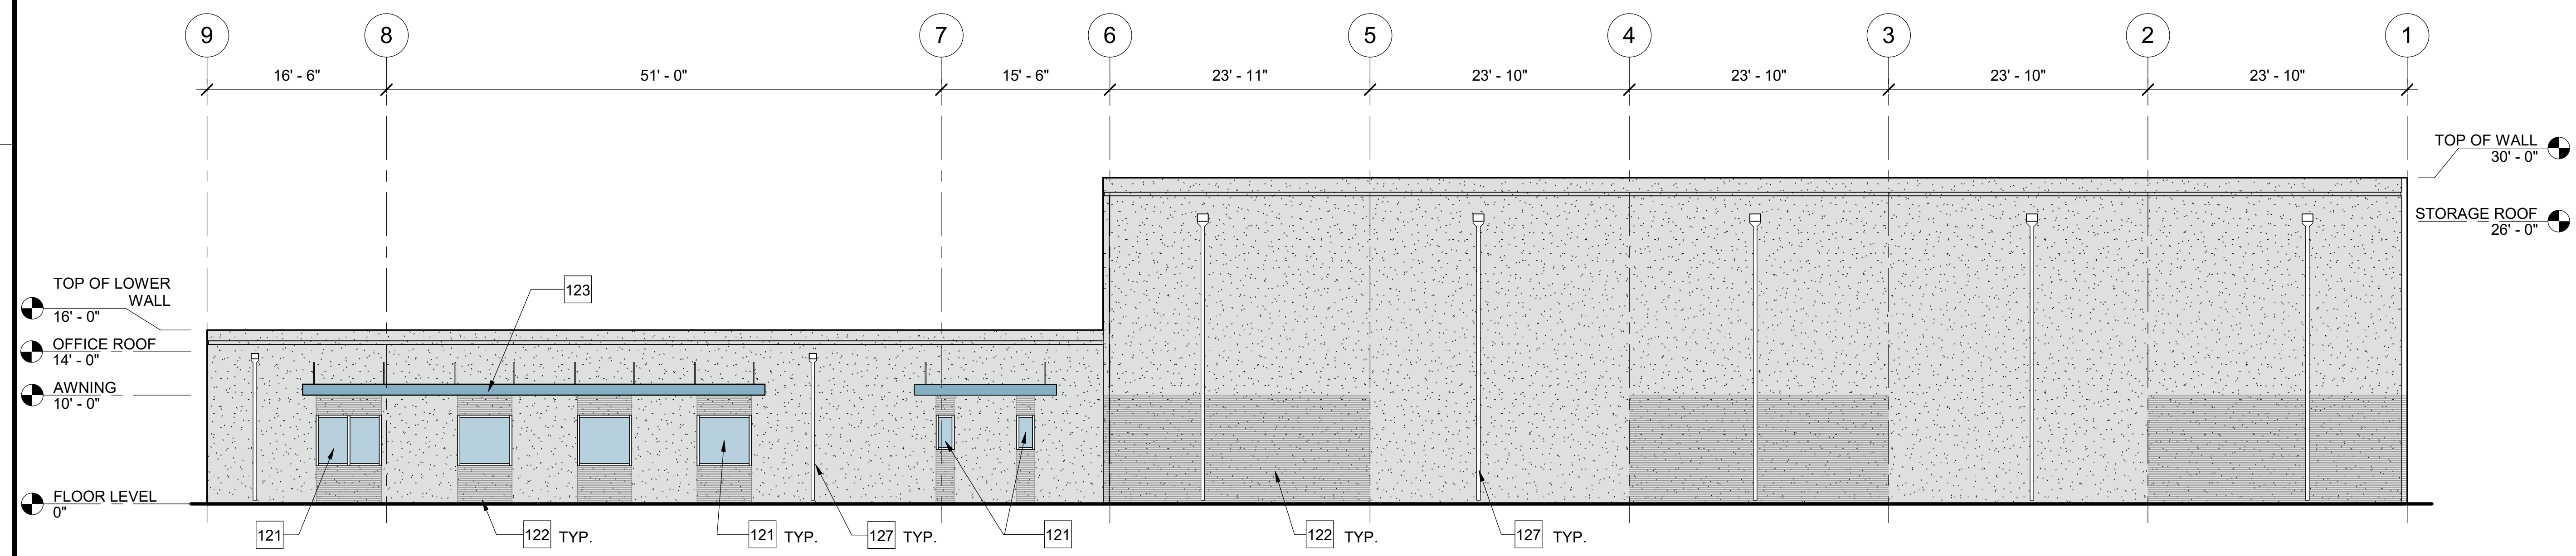 9 8 7 6 5 4 3 2 1
16' - 6" 51' - 0" 15' - 6" 23' - 11" 23' - 10" 23' - 10" 23' - 10" 23' - 10"
TOP OF WALL
30' - 0"
STORAGE ROOF
26' - 0"
TOP OF LOWER
WALL
16' - 0"
OFFICE ROOF
14' - 0"
AWNING
10' - 0"
FLOOR LEVEL
0"
123
121 122 TYP. 121 TYP. 127 TYP. 121 122 TYP. 127 TYP.